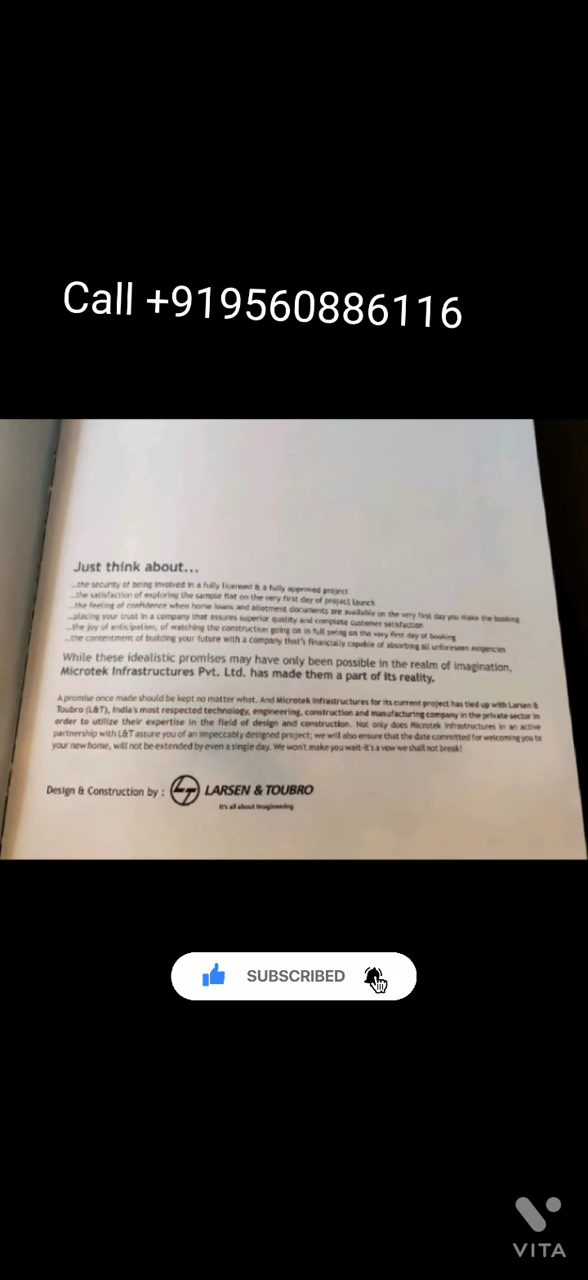 Call +919560886116
Just think about...
...the security of being involved in a fully licensed & a fully approved project
...the satisfaction of exploring the sample flat on the very first day of project launch
...the feeling of confidence when home loans and allotment documents are available on the very first day you make the booking
...placing your trust in a company that assures superior quality and complete customer satisfaction
...the joy of anticipation, of watching the construction going on in full swing on the very first day of booking
...the contentment of building your future with a company that's financially capable of absorbing all unforeseen exigencies
While these idealistic promises may have only been possible in the realm of imagination,
Microtek Infrastructures Pvt. Ltd. has made them a part of its reality.
A promise once made should be kept no matter what. And Microtek Infrastructures for its current project has tied up with Larsen &
Toubro (L&T), India's most respected technology, engineering, construction and manufacturing company in the private sector in
order to utilize their expertise in the field of design and construction. Not only does Microtek Infrastructures in an active
partnership with L&T assure you of an impeccably designed project; we will also ensure that the date committed for welcoming you to
your new home, will not be extended by even a single day. We won't make you wait-it's a vow we shall not break!
Design & Construction by : LARSEN & TOUBRO
It's all about Imagineering
SUBSCRIBED
VITA